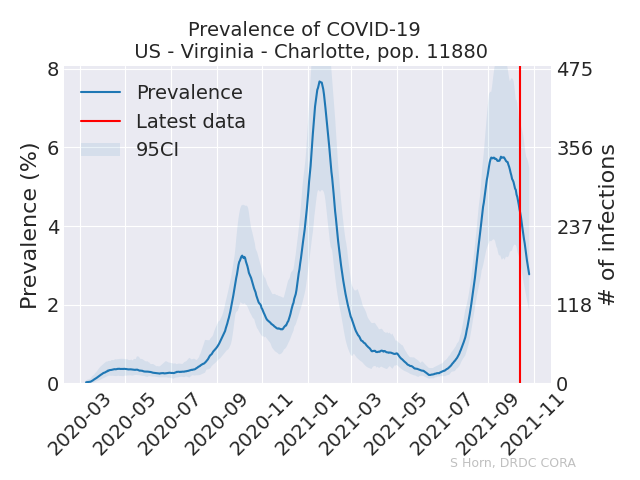 Prevalence of COVID-19
US - Virginia - Charlotte, pop. 11880
Prevalence
Latest data
95CI
Prevalence (%)
8
6
4
2
0
475
356
237
118
0
# of infections
2020-03
2020-05
2020-07
2020-09
2020-11
2021-01
2021-03
2021-05
2021-07
2021-09
2021-11
S Horn, DRDC CORA